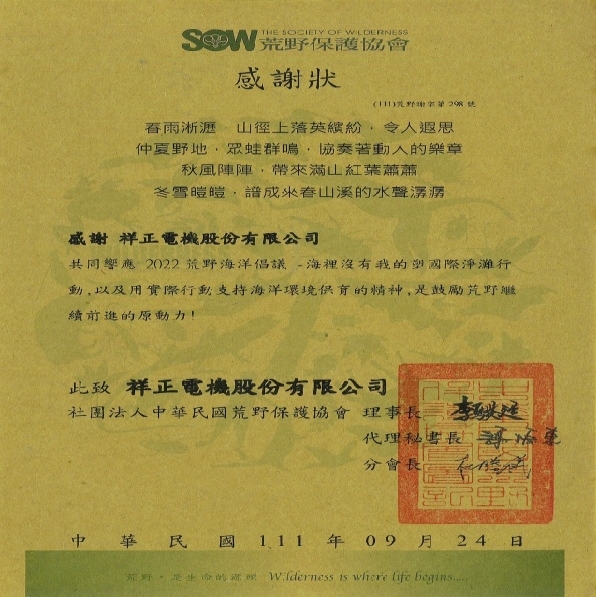 SOW THE SOCIETY OF WILDERNESS
荒野保護協會
感謝狀
(111)荒野謝字第298號
春雨淅瀝 山徑上落英繽紛，令人遐思
仲夏野地，眾蛙群鳴，協奏著動人的樂章
秋風陣陣，帶來滿山紅葉蕭蕭
冬雪皚皚，譜成來春山溪的水聲潺潺
感謝 祥正電機股份有限公司
共同響應 2022 荒野海洋倡議 -海裡沒有我的塑國際淨灘行
動，以及用實際行動支持海洋環境保育的精神，是鼓勵荒野繼
續前進的原動力！
此致 祥正電機股份有限公司
社團法人中華民國荒野保護協會 理事長
代理秘書長
分會長
中華民國 111 年 09 月 24 日
荒野，是生命的源頭 Wilderness is where life begins.....